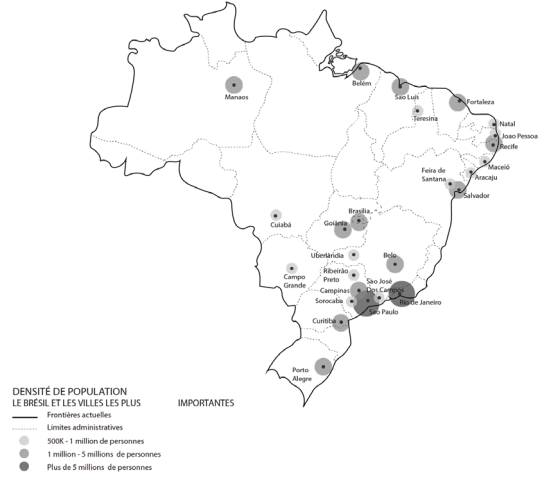 Manaos
Belém
São Luis
Fortaleza
Teresina
Natal
Joao Pessoa
Recife
Maceió
Aracaju
Feira de
Santana
Salvador
Cuiabá
Brasília
Goiânia
Uberlândia
Belo
Campo
Grande
Ribeirão
Preto
São José
Dos Campos
Campinas
Sorocaba
São Paulo
Rio de Janeiro
Curitiba
Porto
Alegre
DENSITÉ DE POPULATION
LE BRÉSIL ET LES VILLES LES PLUS IMPORTANTES
Frontières actuelles
Limites administratives
500K - 1 million de personnes
1 million - 5 millions de personnes
Plus de 5 millions de personnes